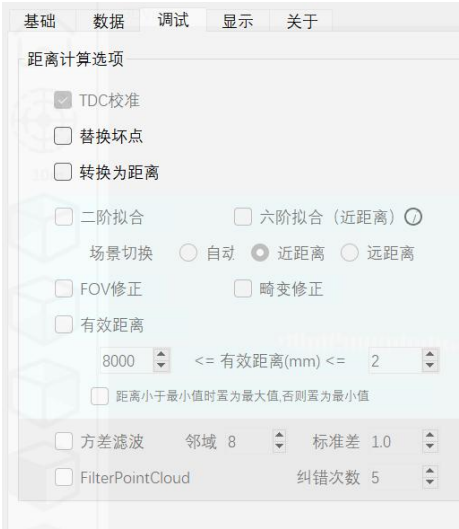 基础 数据 调试 显示 关于
距离计算选项
TDC校准
替换坏点
转换为距离
二阶拟合 六阶拟合（近距离）
场景切换 自动 近距离 远距离
FOV修正 畸变修正
有效距离
8000 <= 有效距离(mm) <= 2
距离小于最小值时置为最大值,否则置为最小值
方差滤波 邻域 8 标准差 1.0
FilterPointCloud 纠错次数 5